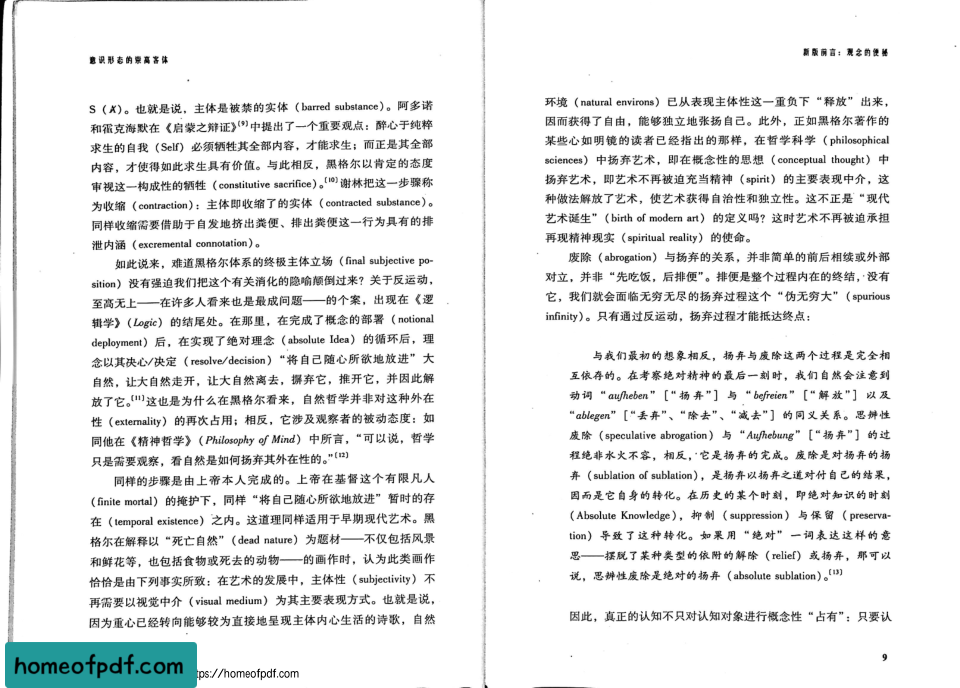 意识形态的崇高客体
S（Ⱥ）。也就是说，主体是被禁的实体（barred substance）。阿多诺
和霍克海默在《启蒙之辩证》[9]中提出了一个重要观点：醉心于纯粹
求生的自我（Self）必须牺牲其全部内容，才能求生；而正是其全部
内容，才使得如此求生具有价值。与此相反，黑格尔以肯定的态度
审视这一构成性的牺牲（constitutive sacrifice）。[10]谢林把这一步骤称
为收缩（contraction）：主体即收缩了的实体（contracted substance）。
同样收缩需要借助于自发地挤出粪便、排出粪便这一行为具有的排
泄内涵（excremental connotation）。
如此说来，难道黑格尔体系的终极主体立场（final subjective po-
sition）没有强迫我们把这个有关消化的隐喻颠倒过来？关于反运动，
至高无上——在许多人看来也是最成问题——的个案，出现在《逻
辑学》（Logic）的结尾处。在那里，在完成了概念的部署（notional
deployment）后，在实现了绝对理念（absolute Idea）的循环后，理
念以其决心/决定（resolve/decision）“将自己随心所欲地放进”大
自然，让大自然走开，让大自然离去，摒弃它，推开它，并因此解
放了它。[11]这也是为什么在黑格尔看来，自然哲学并非对这种外在
性（externality）的再次占用；相反，它涉及观察者的被动态度：如
同他在《精神哲学》（Philosophy of Mind）中所言，“可以说，哲学
只是需要观察，看自然是如何扬弃其外在性的。”[12]
同样的步骤是由上帝本人完成的。上帝在基督这个有限凡人
（finite mortal）的掩护下，同样“将自己随心所欲地放进”暂时的存
在（temporal existence）之内。这道理同样适用于早期现代艺术。黑
格尔在解释以“死亡自然”（dead nature）为题材——不仅包括风景
和鲜花等，也包括食物或死去的动物——的画作时，认为此类画作
恰恰是由下列事实所致：在艺术的发展中，主体性（subjectivity）不
再需要以视觉中介（visual medium）为其主要表现方式。也就是说，
因为重心已经转向能够较为直接地呈现主体内心生活的诗歌，自然
新版前言：观念的便秘
环境（natural environs）已从表现主体性这一重负下“释放”出来，
因而获得了自由，能够独立地张扬自己。此外，正如黑格尔著作的
某些心如明镜的读者已经指出的那样，在哲学科学（philosophical
sciences）中扬弃艺术，即在概念性的思想（conceptual thought）中
扬弃艺术，即艺术不再被迫充当精神（spirit）的主要表现中介，这
种做法解放了艺术，使艺术获得自治性和独立性。这不正是“现代
艺术诞生”（birth of modern art）的定义吗？这时艺术不再被迫承担
再现精神现实（spiritual reality）的使命。
废除（abrogation）与扬弃的关系，并非简单的前后相续或外部
对立，并非“先吃饭，后排便”。排便是整个过程内在的终结，没有
它，我们就会面临无穷无尽的扬弃过程这个“伪无穷大”（spurious
infinity）。只有通过反运动，扬弃过程才能抵达终点：
与我们最初的想象相反，扬弃与废除这两个过程是完全相
互依存的。在考察绝对精神的最后一刻时，我们自然会注意到
动词“aufheben”［“扬弃”］与“befreien”［“解放”］以及
“ablegen”［“丢弃”、“除去”、“减去”］的同义关系。思辨性
废除（speculative abrogation）与“Aufhebung”［“扬弃”］的过
程绝非水火不容，相反，它是扬弃的完成。废除是对扬弃的扬
弃（sublation of sublation），是扬弃以扬弃之道对付自己的结果，
因而是它自身的转化。在历史的某个时刻，即绝对知识的时刻
（Absolute Knowledge），抑制（suppression）与保留（preserva-
tion）导致了这种转化。如果用“绝对”一词表达这样的意
思——摆脱了某种类型的依附的解除（relief）或扬弃，那可以
说，思辨性废除是绝对的扬弃（absolute sublation）。[13]
因此，真正的认知不只对认知对象进行概念性“占有”：只要认
9
homeofpdf.com
ps://homeofpdf.com